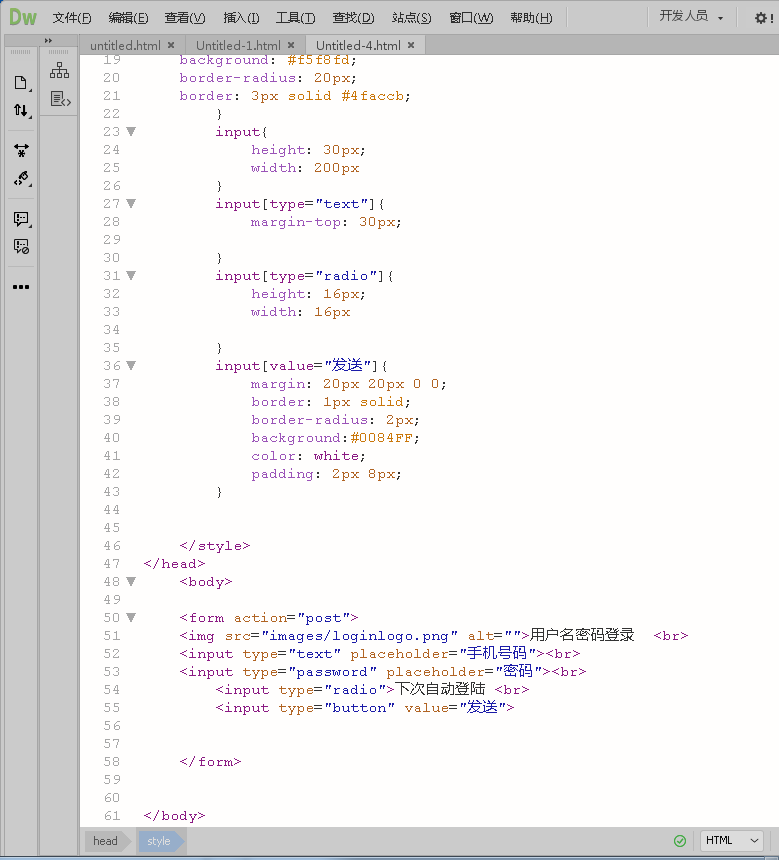 Dw 文件(F) 编辑(E) 查看(V) 插入(I) 工具(T) 查找(D) 站点(S) 窗口(W) 帮助(H) 开发人员
untitled.html × Untitled-1.html × Untitled-4.html ×
19 background: #f5f8fd;
20 border-radius: 20px;
21 border: 3px solid #4faccb;
22 }
23 input{
24 height: 30px;
25 width: 200px
26 }
27 input[type="text"]{
28 margin-top: 30px;
29
30 }
31 input[type="radio"]{
32 height: 16px;
33 width: 16px
34
35 }
36 input[value="发送"]{
37 margin: 20px 20px 0 0;
38 border: 1px solid;
39 border-radius: 2px;
40 background:#0084FF;
41 color: white;
42 padding: 2px 8px;
43 }
44
45
46 </style>
47 </head>
48 <body>
49
50 <form action="post">
51 <img src="images/loginlogo.png" alt="">用户名密码登录 <br>
52 <input type="text" placeholder="手机号码"><br>
53 <input type="password" placeholder="密码"><br>
54 <input type="radio">下次自动登陆 <br>
55 <input type="button" value="发送">
56
57
58 </form>
59
60
61 </body>
head style HTML